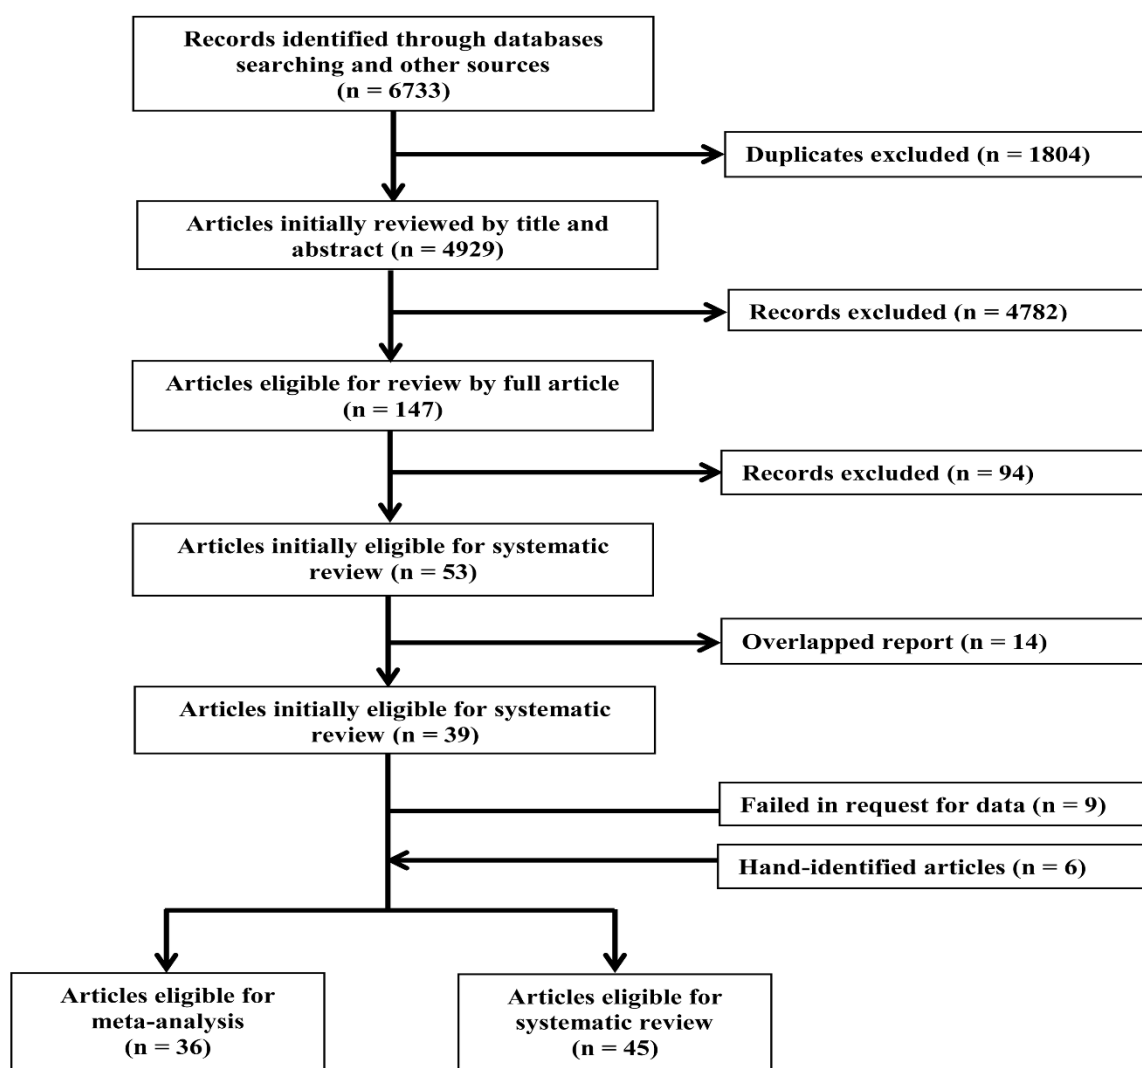 Records identified through databases
searching and other sources
(n = 6733)
Duplicates excluded (n = 1804)
Articles initially reviewed by title and
abstract (n = 4929)
Records excluded (n = 4782)
Articles eligible for review by full article
(n = 147)
Records excluded (n = 94)
Articles initially eligible for systematic
review (n = 53)
Overlapped report (n = 14)
Articles initially eligible for systematic
review (n = 39)
Failed in request for data (n = 9)
Hand-identified articles (n = 6)
Articles eligible for
meta-analysis
(n = 36)
Articles eligible for
systematic review
(n = 45)